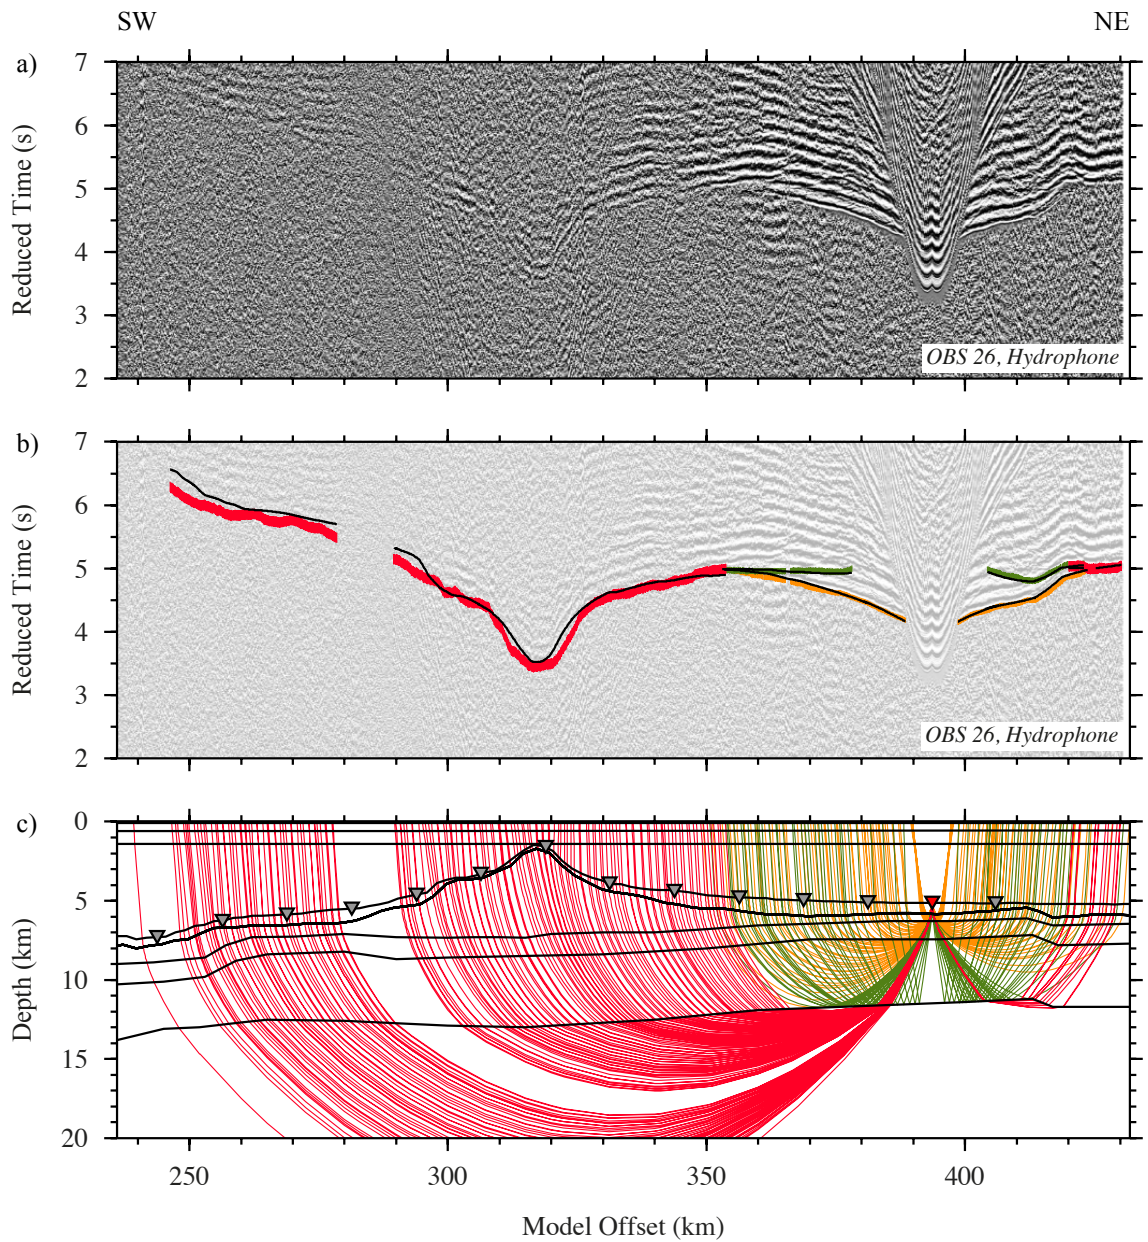 SW NE
a)
7
6
5
4
3
2
Reduced Time (s)
OBS 26, Hydrophone
b)
7
6
5
4
3
2
Reduced Time (s)
OBS 26, Hydrophone
c)
0
5
10
15
20
Depth (km)
250 300 350 400
Model Offset (km)